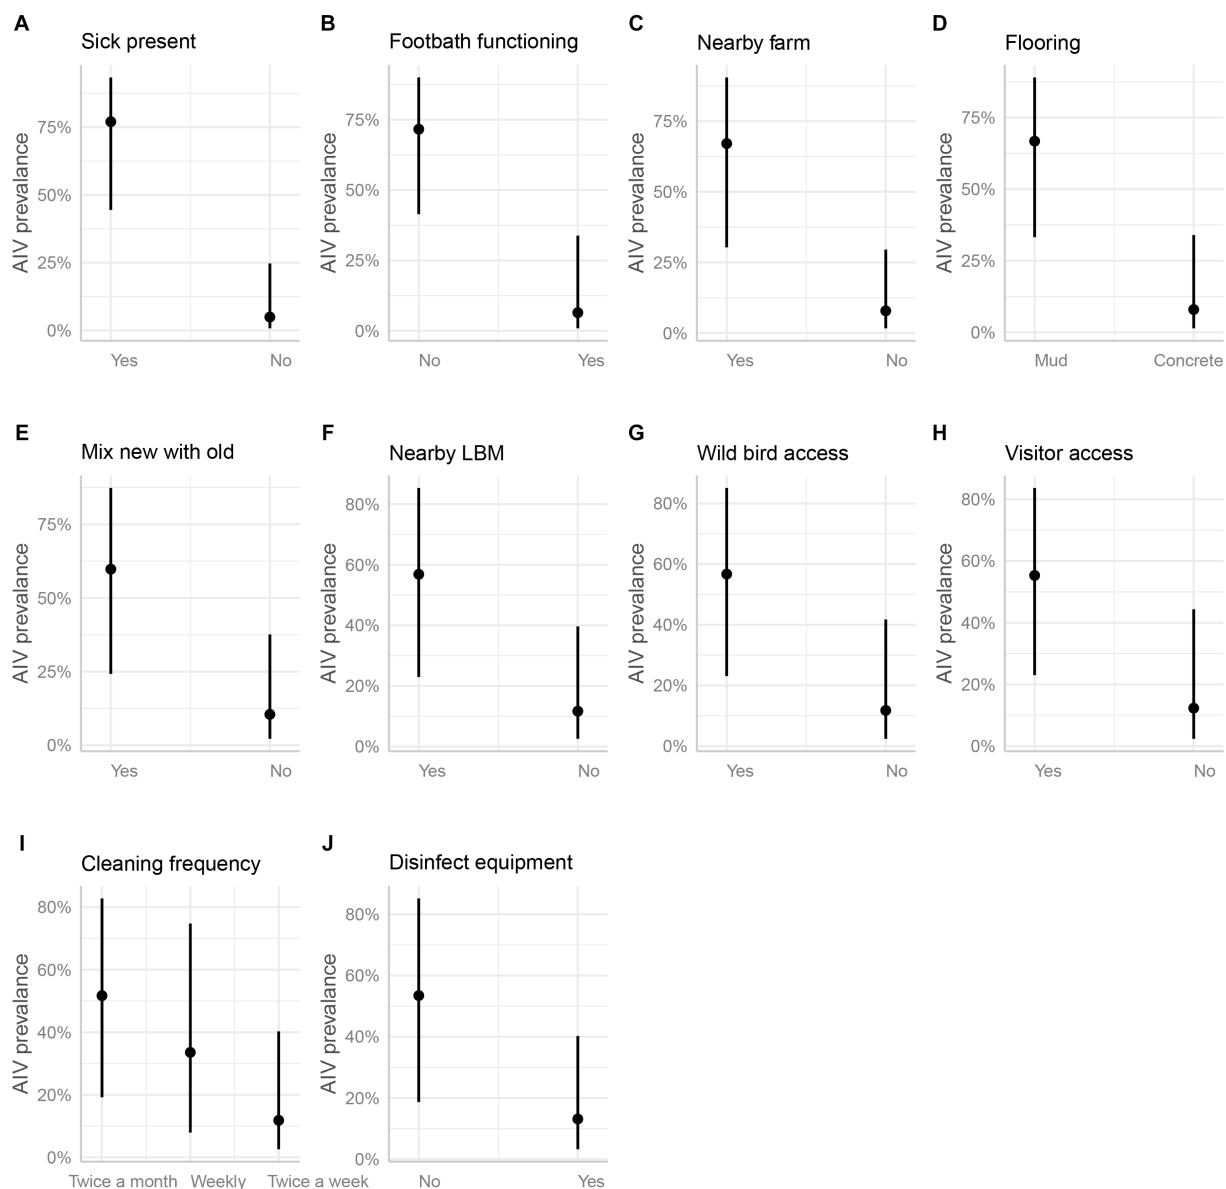 A
Sick present
AIV prevalance
75%
50%
25%
0%
Yes No
B
Footbath functioning
AIV prevalance
75%
50%
25%
0%
No Yes
C
Nearby farm
AIV prevalance
75%
50%
25%
0%
Yes No
D
Flooring
AIV prevalance
75%
50%
25%
0%
Mud Concrete
E
Mix new with old
AIV prevalance
75%
50%
25%
0%
Yes No
F
Nearby LBM
AIV prevalance
80%
60%
40%
20%
0%
Yes No
G
Wild bird access
AIV prevalance
80%
60%
40%
20%
0%
Yes No
H
Visitor access
AIV prevalance
80%
60%
40%
20%
0%
Yes No
I
Cleaning frequency
AIV prevalance
80%
60%
40%
20%
0%
Twice a month Weekly Twice a week
J
Disinfect equipment
AIV prevalance
80%
60%
40%
20%
0%
No Yes